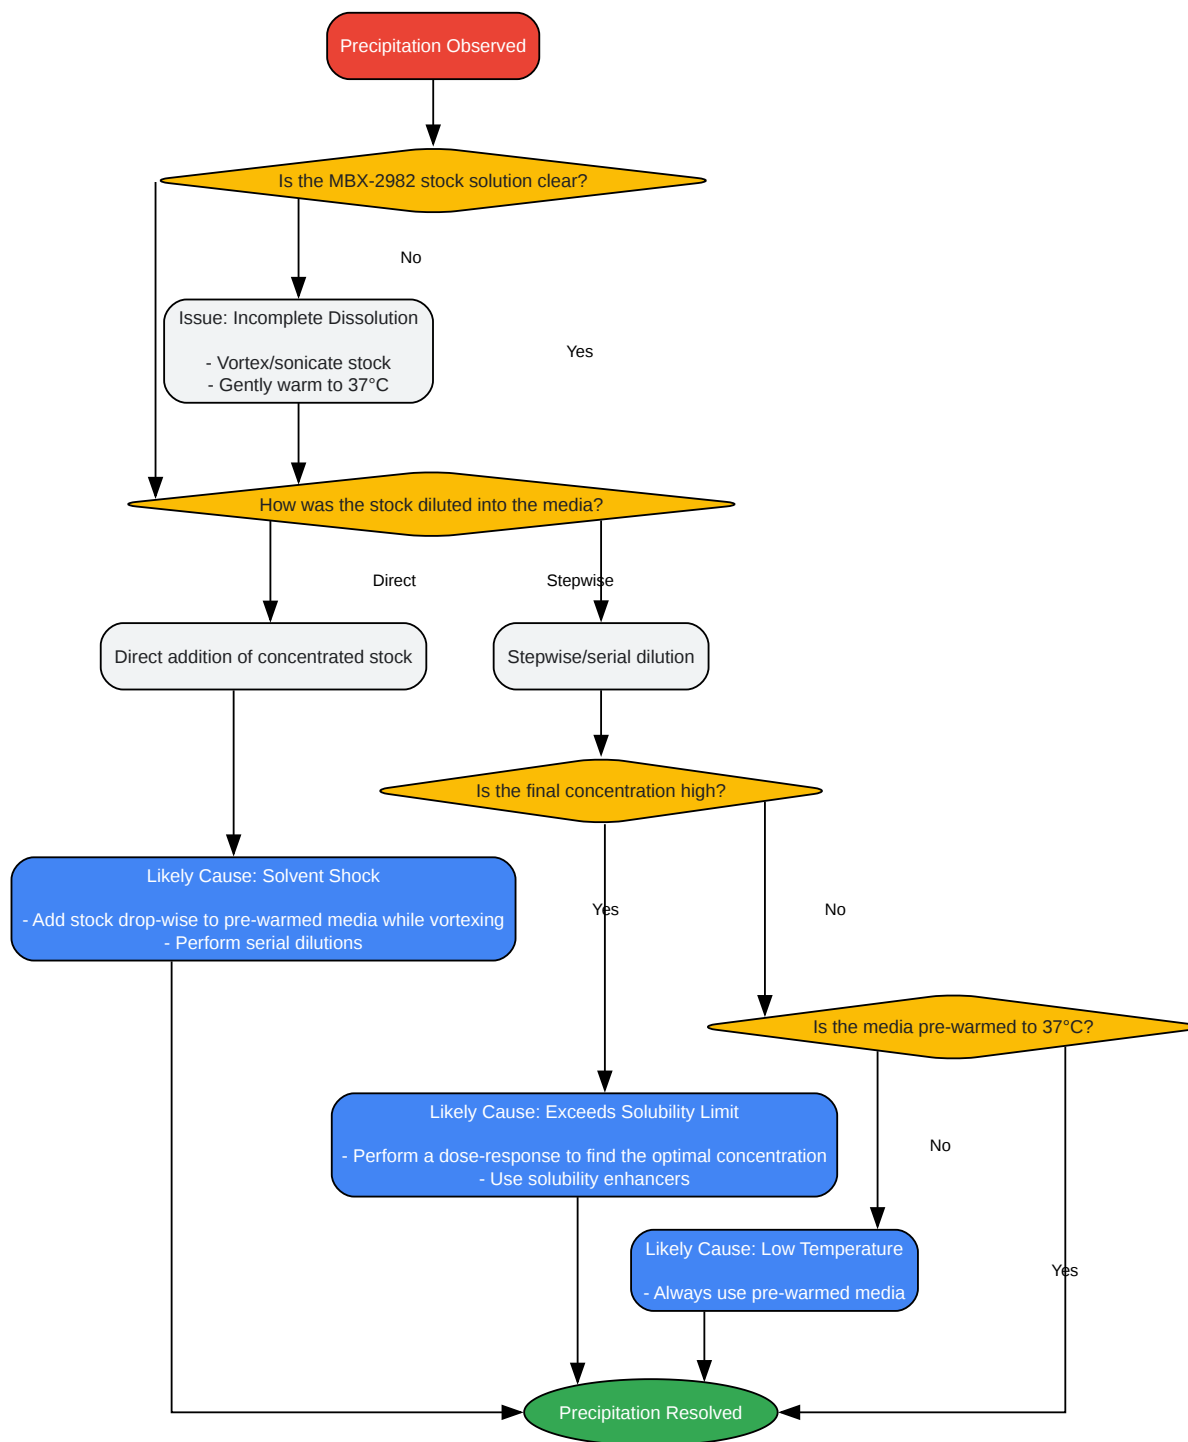 Precipitation Observed
Is the MBX-2982 stock solution clear?
No
Issue: Incomplete Dissolution
- Vortex/sonicate stock
- Gently warm to 37°C
Yes
How was the stock diluted into the media?
Direct
Stepwise
Direct addition of concentrated stock
Stepwise/serial dilution
Is the final concentration high?
Likely Cause: Solvent Shock
- Add stock drop-wise to pre-warmed media while vortexing
- Perform serial dilutions
Yes
No
Is the media pre-warmed to 37°C?
Likely Cause: Exceeds Solubility Limit
- Perform a dose-response to find the optimal concentration
- Use solubility enhancers
No
Likely Cause: Low Temperature
- Always use pre-warmed media
Yes
Precipitation Resolved